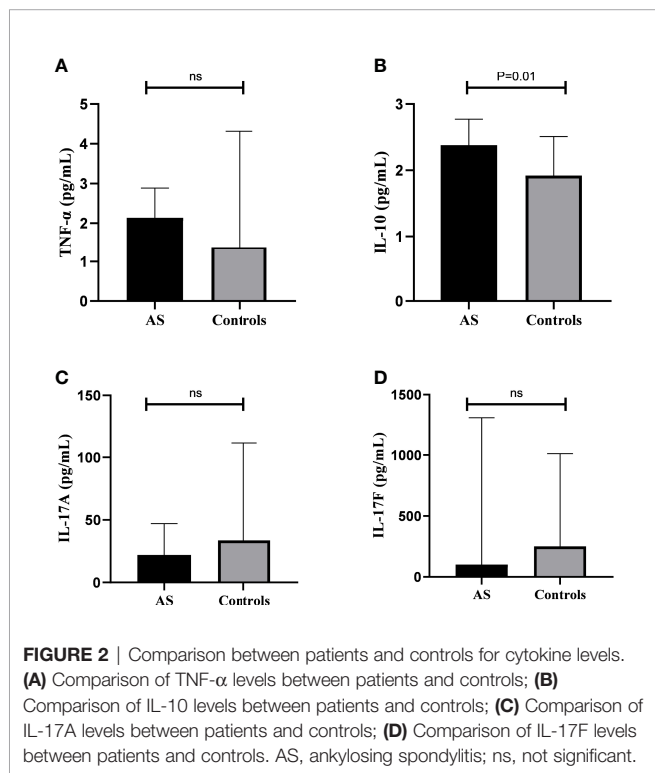 A
ns
TNF-α (pg/mL)
5
4
3
2
1
0
AS
Controls
B
P=0.01
IL-10 (pg/mL)
3
2
1
0
AS
Controls
C
ns
IL-17A (pg/mL)
150
100
50
0
AS
Controls
D
ns
IL-17F (pg/mL)
1500
1000
500
0
AS
Controls
FIGURE 2 | Comparison between patients and controls for cytokine levels.
(A) Comparison of TNF-α levels between patients and controls; (B)
Comparison of IL-10 levels between patients and controls; (C) Comparison of
IL-17A levels between patients and controls; (D) Comparison of IL-17F levels
between patients and controls. AS, ankylosing spondylitis; ns, not significant.